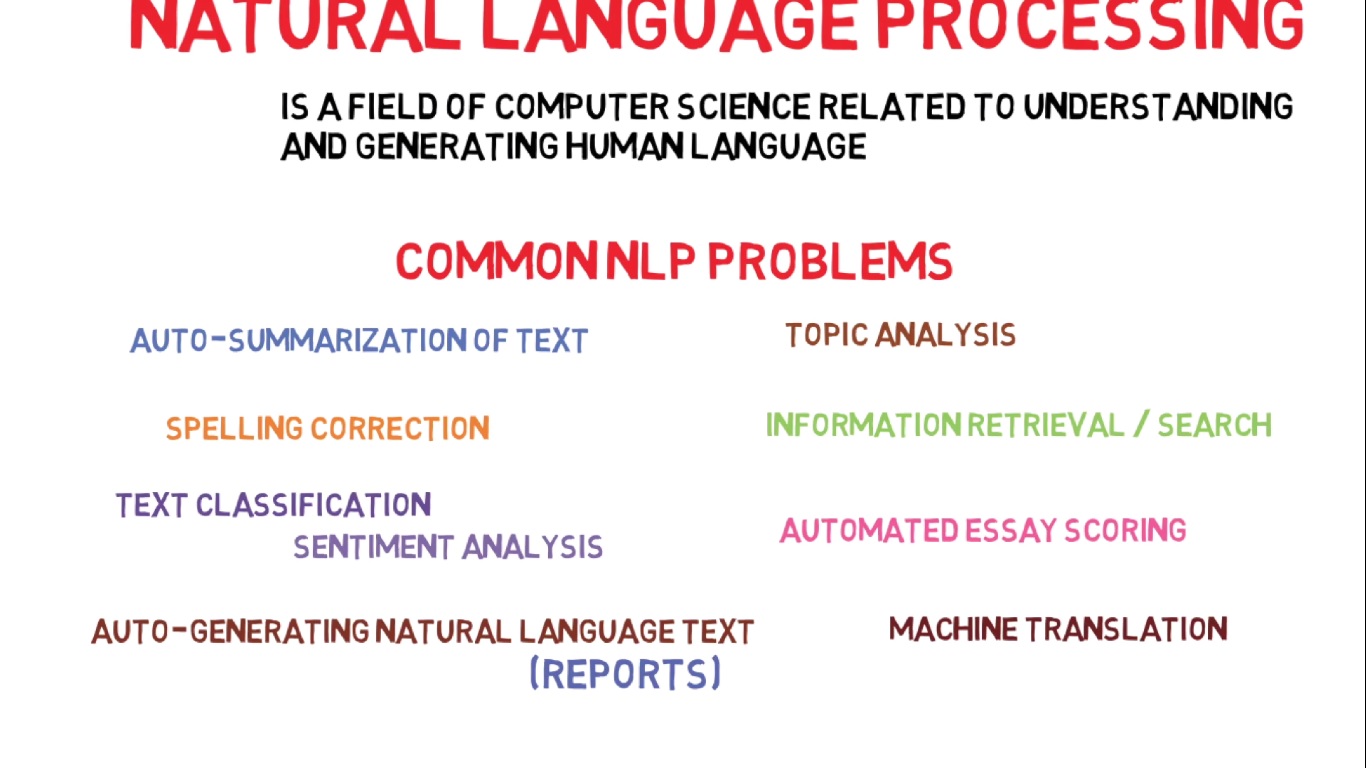 NATURAL LANGUAGE PROCESSING
IS A FIELD OF COMPUTER SCIENCE RELATED TO UNDERSTANDING
AND GENERATING HUMAN LANGUAGE
COMMON NLP PROBLEMS
AUTO-SUMMARIZATION OF TEXT
TOPIC ANALYSIS
SPELLING CORRECTION
INFORMATION RETRIEVAL / SEARCH
TEXT CLASSIFICATION
SENTIMENT ANALYSIS
AUTOMATED ESSAY SCORING
AUTO-GENERATING NATURAL LANGUAGE TEXT
(REPORTS)
MACHINE TRANSLATION